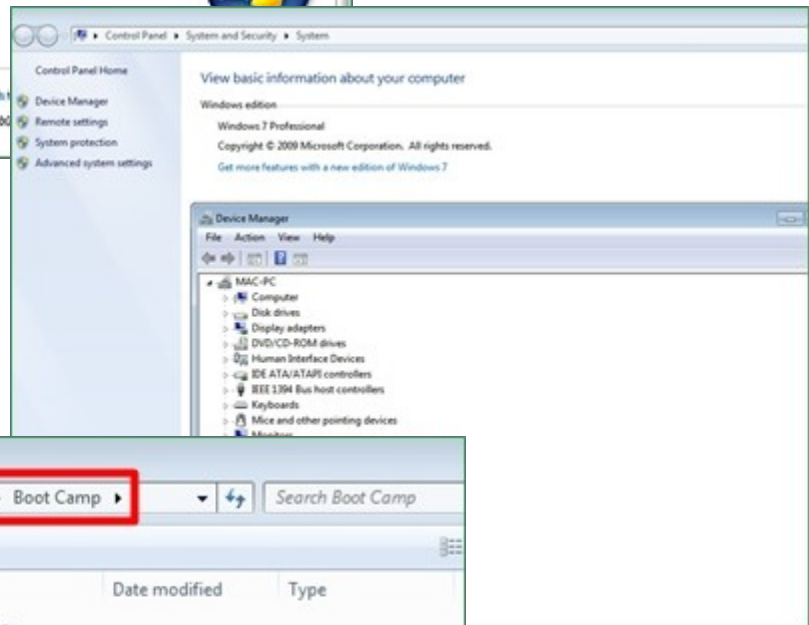 Control Panel ▸ System and Security ▸ System
Control Panel Home
Device Manager
Remote settings
System protection
Advanced system settings
View basic information about your computer
Windows edition
Windows 7 Professional
Copyright © 2009 Microsoft Corporation. All rights reserved.
Get more features with a new edition of Windows 7
Device Manager
File Action View Help
MAC-PC
Computer
Disk drives
Display adapters
DVD/CD-ROM drives
Human Interface Devices
IDE ATA/ATAPI controllers
IEEE 1394 Bus host controllers
Keyboards
Mice and other pointing devices
Monitors
Boot Camp ▸ Search Boot Camp
Date modified Type